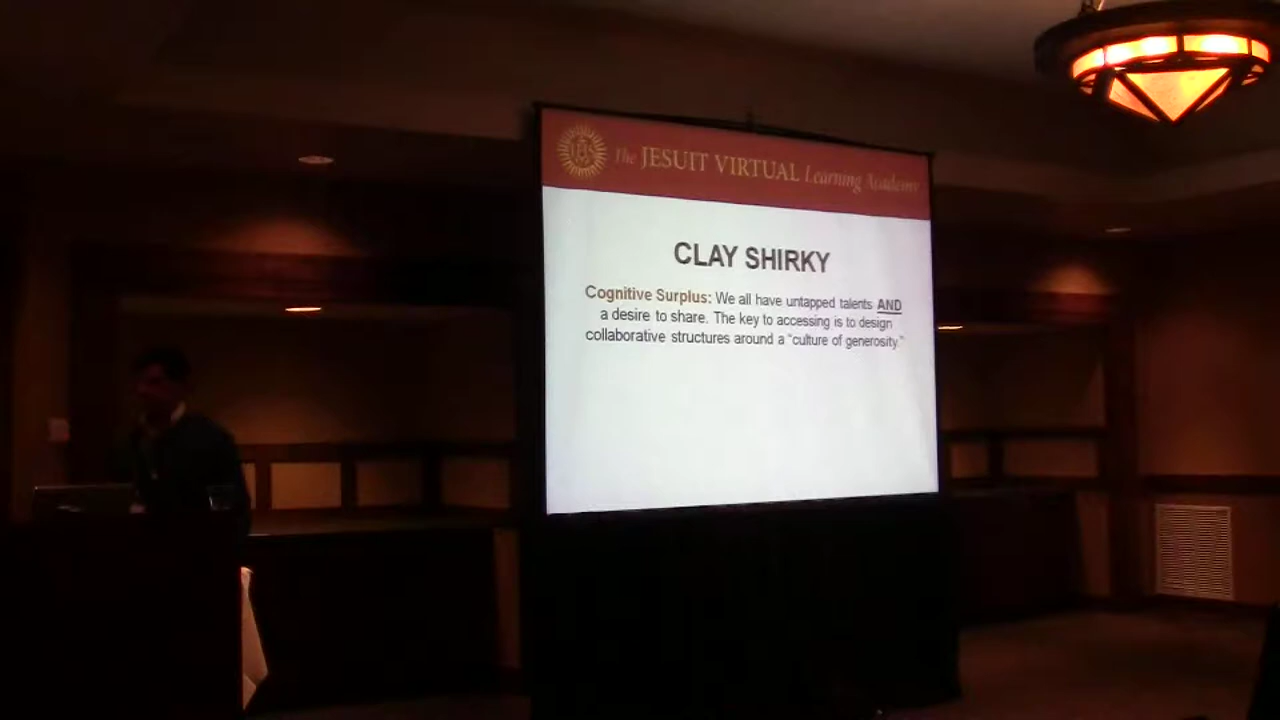 IHS
The JESUIT VIRTUAL Learning Academy
CLAY SHIRKY
Cognitive Surplus: We all have untapped talents AND
a desire to share. The key to accessing is to design
collaborative structures around a “culture of generosity.”